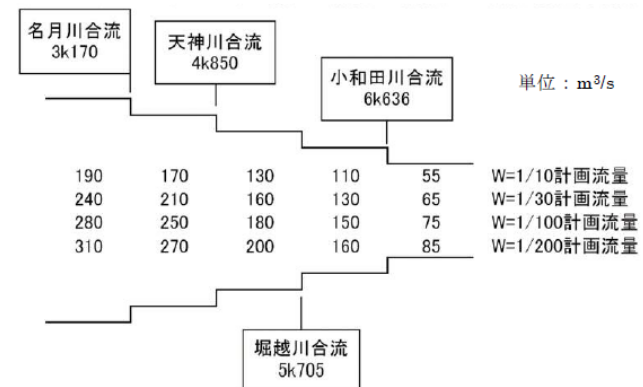 名月川合流
3k170
天神川合流
4k850
小和田川合流
6k636
単位：m³/s
190 170 130 110 55 W=1/10計画流量
240 210 160 130 65 W=1/30計画流量
280 250 180 150 75 W=1/100計画流量
310 270 200 160 85 W=1/200計画流量
堀越川合流
5k705